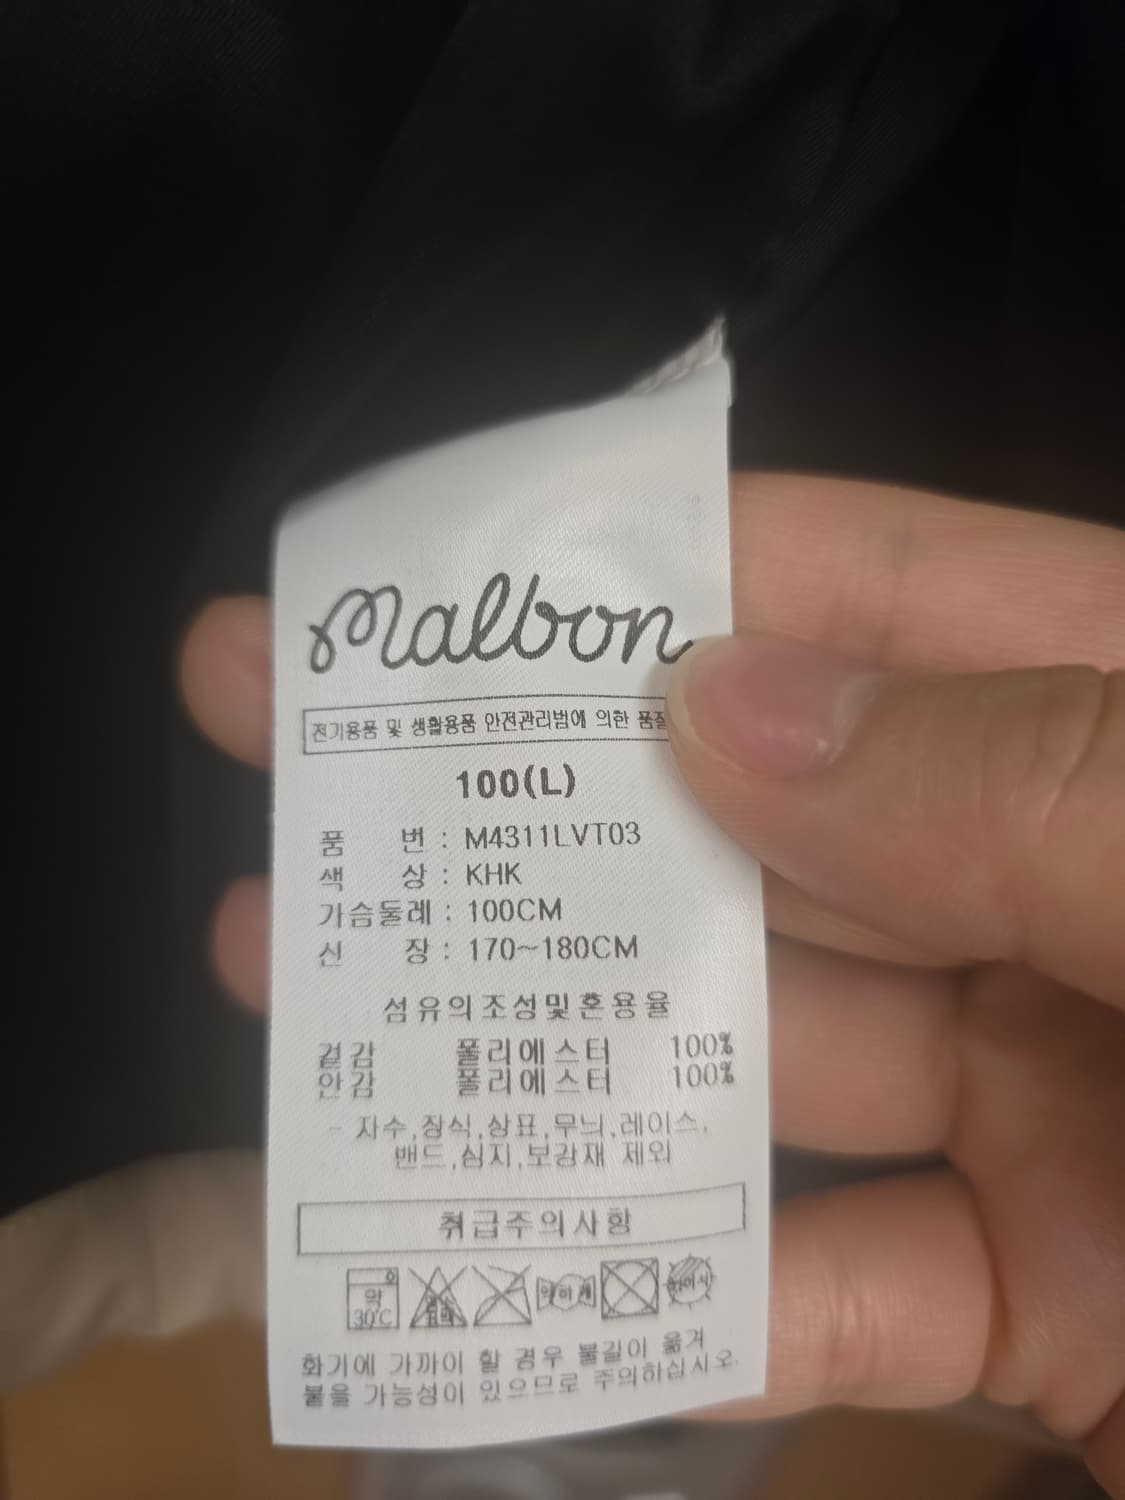 Malbon
전기용품 및 생활용품 안전관리법에 의한 품질
100(L)
품 번 : M4311LVT03
색 상 : KHK
가슴둘레 : 100CM
신 장 : 170~180CM
섬유의조성및혼용율
겉감 폴리에스터 100%
안감 폴리에스터 100%
- 자수,장식,상표,무늬,레이스,
밴드,심지,보강재 제외
취급주의사항
약 30℃ 약하게
화기에 가까이 할 경우 불길이 옮겨
붙을 가능성이 있으므로 주의하십시오.